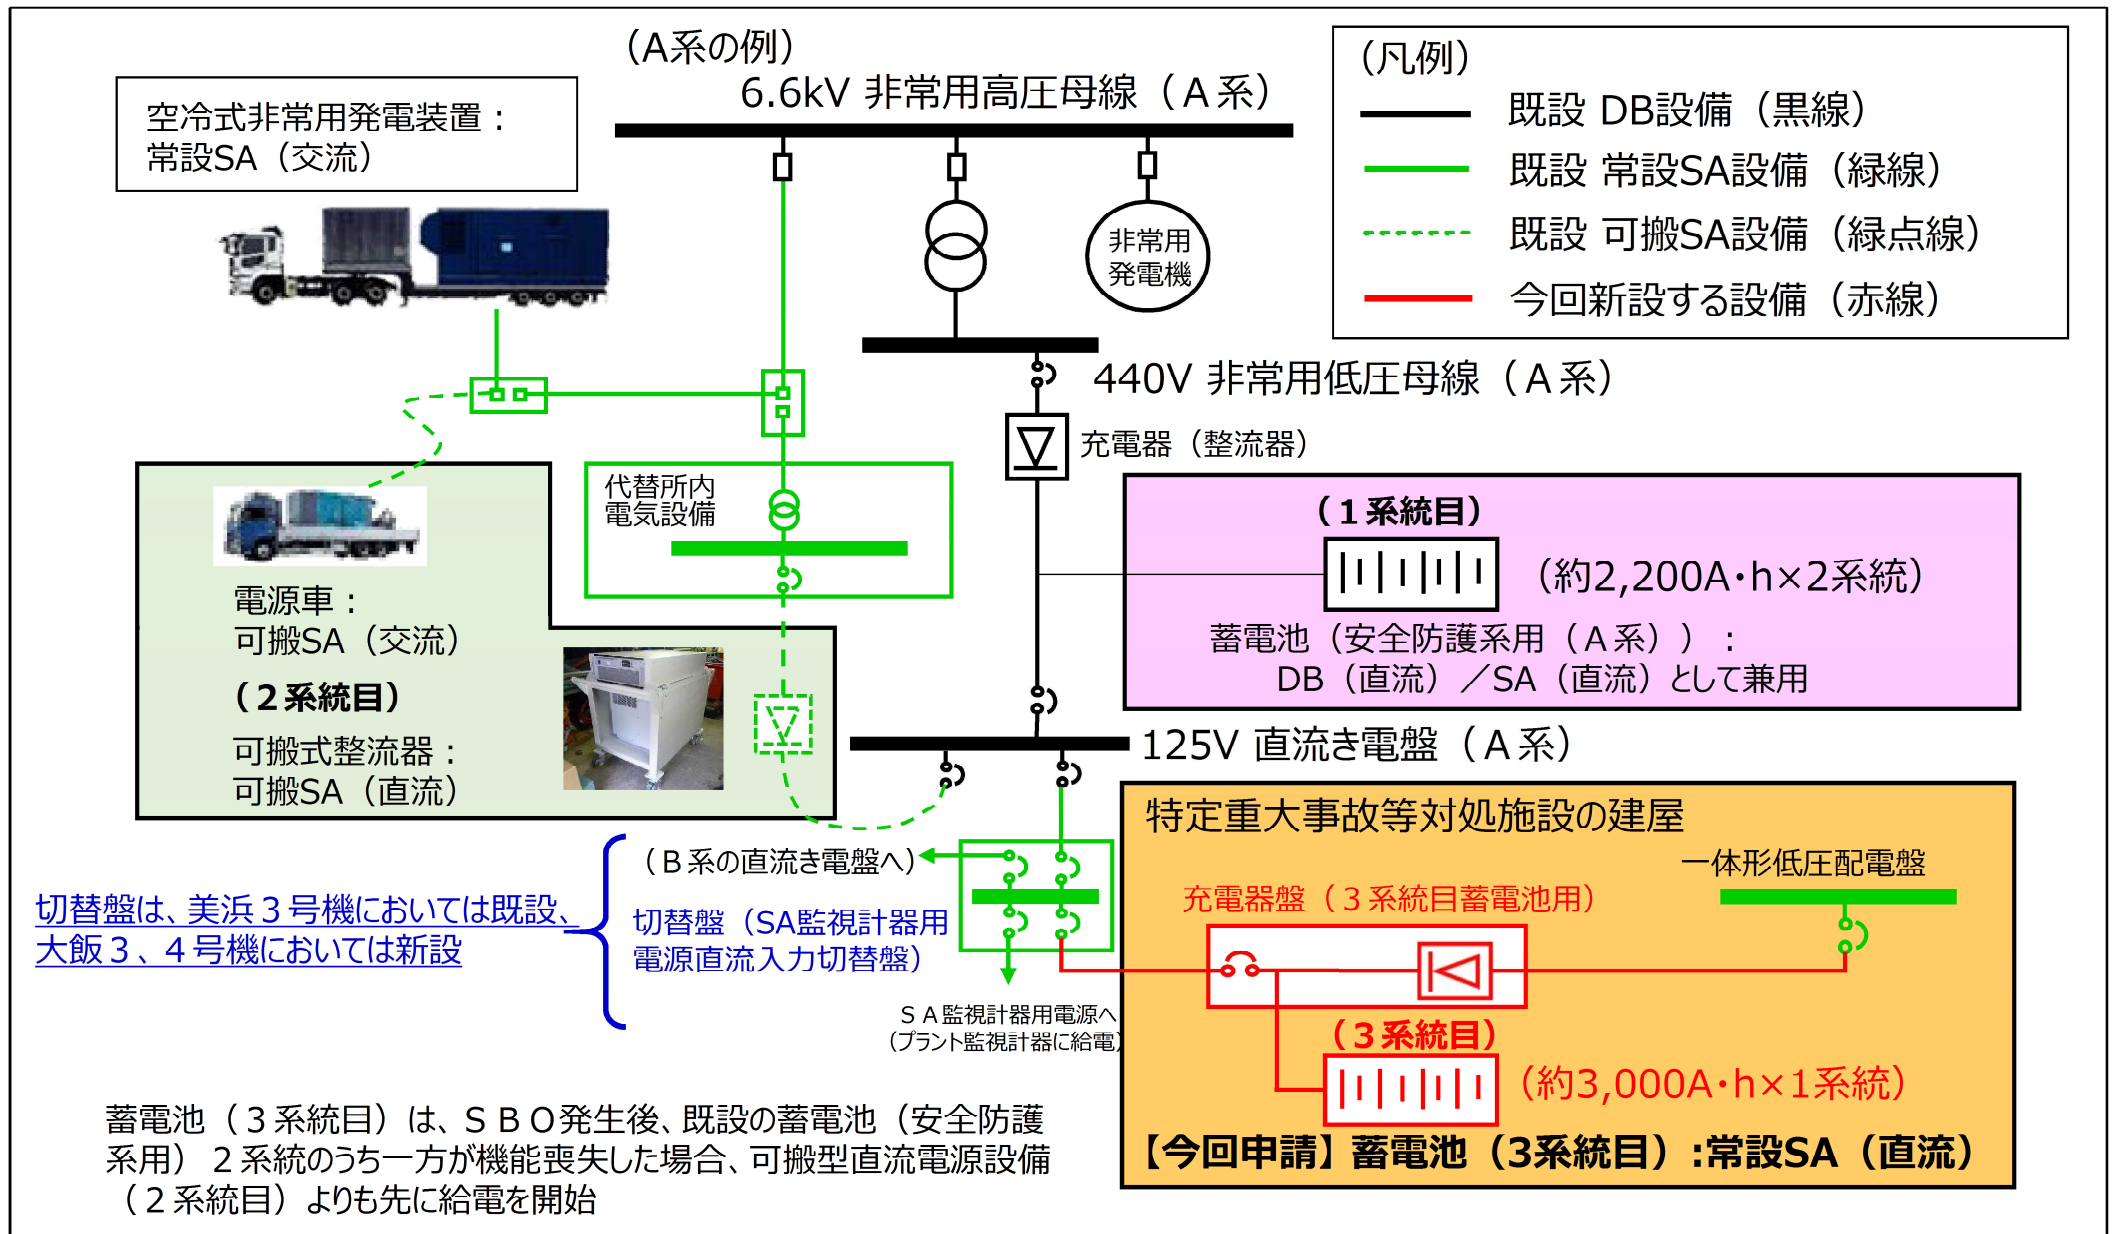 （A系の例）
6.6kV 非常用高圧母線（Ａ系）
空冷式非常用発電装置：
常設SA（交流）
（凡例）
既設 DB設備（黒線）
既設 常設SA設備（緑線）
既設 可搬SA設備（緑点線）
今回新設する設備（赤線）
非常用
発電機
440V 非常用低圧母線（Ａ系）
充電器（整流器）
代替所内
電気設備
（１系統目）
（約2,200A･h×2系統）
蓄電池（安全防護系用（Ａ系））：
DB（直流）／SA（直流）として兼用
電源車：
可搬SA（交流）
（２系統目）
可搬式整流器：
可搬SA（直流）
125V 直流き電盤（Ａ系）
特定重大事故等対処施設の建屋
一体形低圧配電盤
充電器盤（３系統目蓄電池用）
（Ｂ系の直流き電盤へ）
切替盤は、美浜３号機においては既設、
大飯３、４号機においては新設
切替盤（SA監視計器用
電源直流入力切替盤）
ＳＡ監視計器用電源へ
（プラント監視計器に給電）
（３系統目）
（約3,000A･h×1系統）
【今回申請】蓄電池（3系統目）:常設SA（直流）
蓄電池（３系統目）は、ＳＢＯ発生後、既設の蓄電池（安全防護
系用）２系統のうち一方が機能喪失した場合、可搬型直流電源設備
（２系統目）よりも先に給電を開始